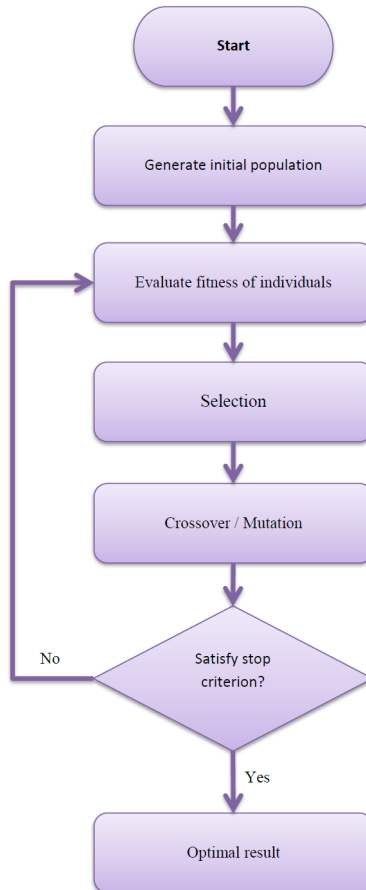 Start
Generate initial population
Evaluate fitness of individuals
Selection
Crossover / Mutation
Satisfy stop
criterion?
No
Yes
Optimal result